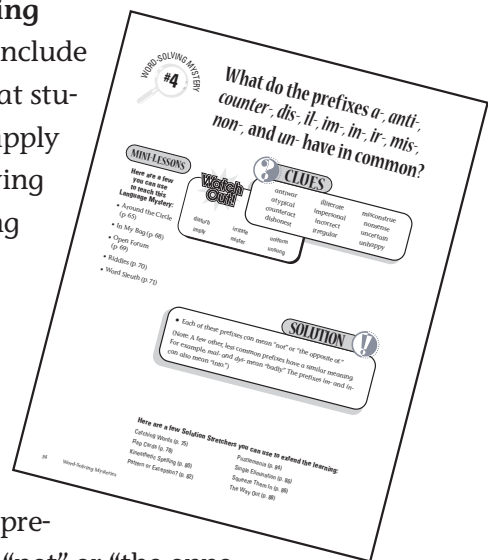 ing
nclude
at stu-
pply
ving
ng
WORD-SOLVING MYSTERY
#4
What do the prefixes a-, anti-,
counter-, dis-, il-, im-, in-, ir-, mis-,
non-, and un- have in common?
MINI-LESSONS
Here are a few
you can use
to teach this
Language Mystery:
• Around the Circle
(p. 65)
• In My Bag (p. 68)
• Open Forum
(p. 69)
• Riddles (p. 70)
• Word Sleuth (p. 71)
Watch
Out!
disturb irritate uniform
imply mister
CLUES
antiwar illiterate misconstrue
atypical impersonal nonsense
counteract incorrect uncertain
dishonest irregular unhappy
SOLUTION
!
• Each of these prefixes can mean "not" or "the opposite of."
(Note: A few other, less common prefixes have a similar meaning.
For example, mal- and dys- mean "badly." The prefixes im- and in-
can also mean "into.")
Here are a few Solution Stretchers you can use to extend the learning:
Catching Words (p. 75) Puzzlemania (p. 84)
Flap Cards (p. 78) Single Elimination (p. 86)
Kinesthetic Spelling (p. 80) Squeeze Them In (p. 88)
Pattern or Exception? (p. 82) The Way Out (p. 88)
Word-Solving Mysteries
pre-
"not" or "the oppo-